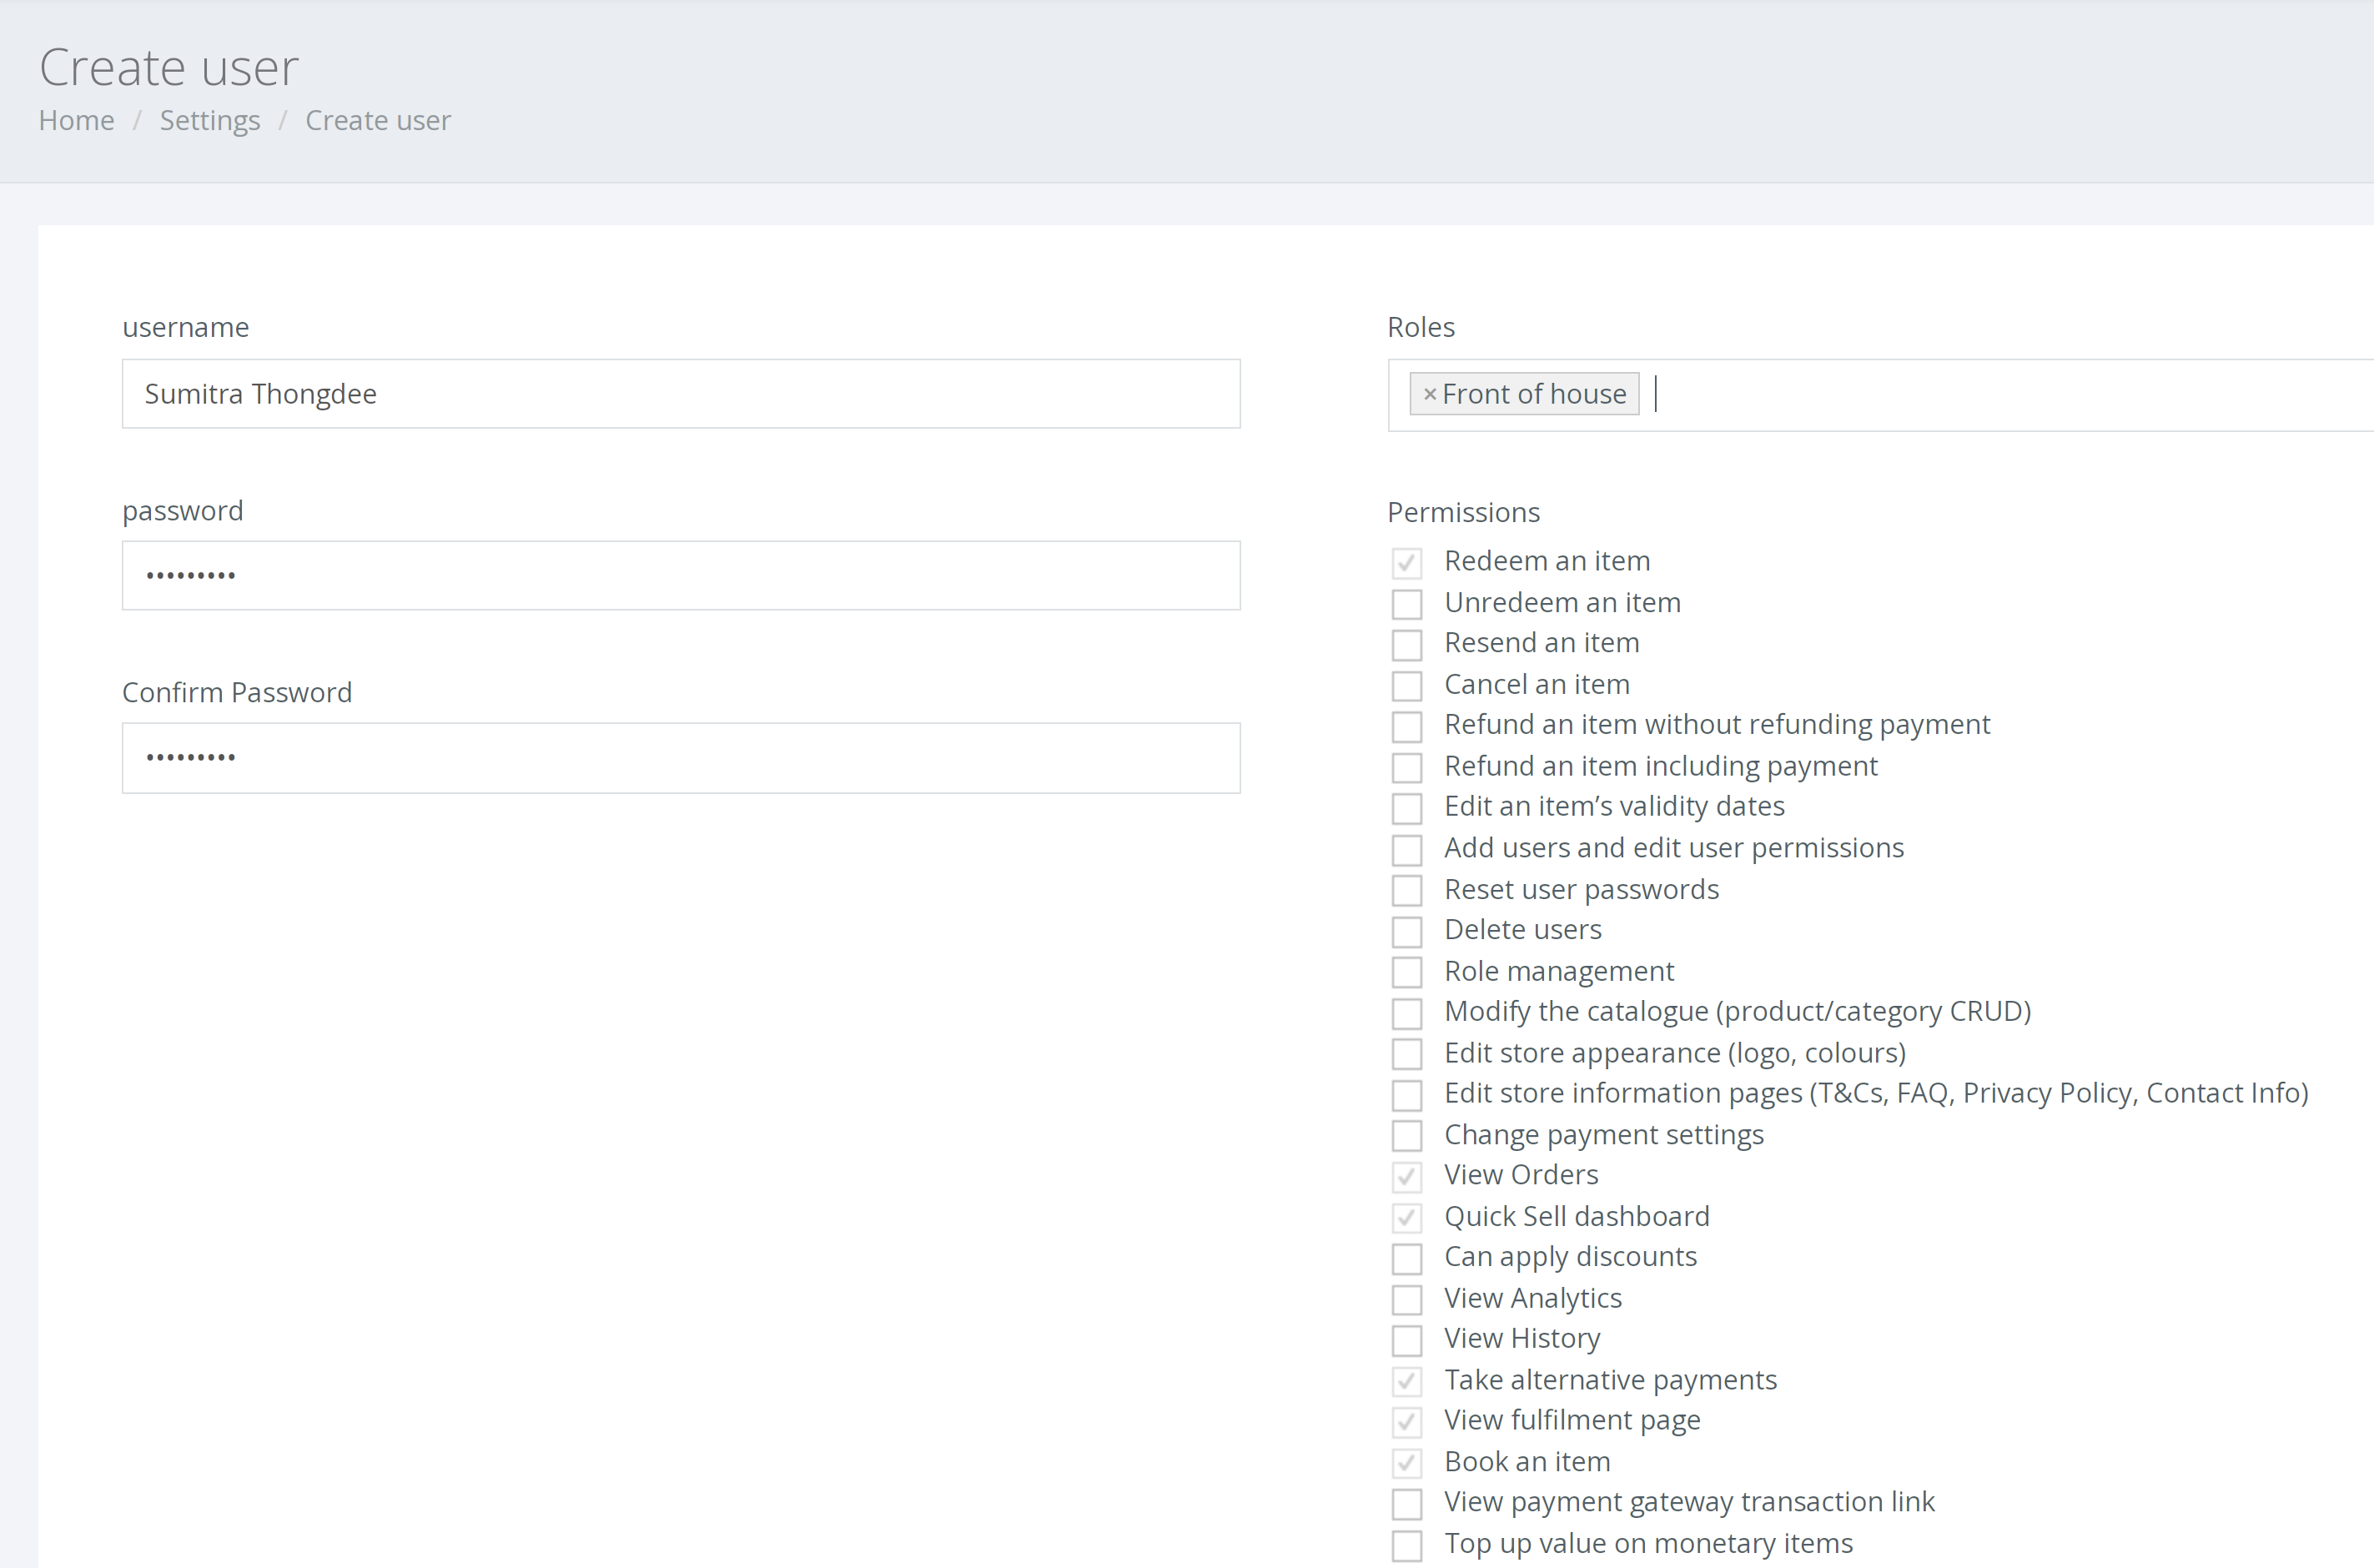 Create user
Home / Settings / Create user
username
Sumitra Thongdee
password
•••••••••
Confirm Password
•••••••••
Roles
×Front of house
Permissions
Redeem an item
Unredeem an item
Resend an item
Cancel an item
Refund an item without refunding payment
Refund an item including payment
Edit an item’s validity dates
Add users and edit user permissions
Reset user passwords
Delete users
Role management
Modify the catalogue (product/category CRUD)
Edit store appearance (logo, colours)
Edit store information pages (T&Cs, FAQ, Privacy Policy, Contact Info)
Change payment settings
View Orders
Quick Sell dashboard
Can apply discounts
View Analytics
View History
Take alternative payments
View fulfilment page
Book an item
View payment gateway transaction link
Top up value on monetary items